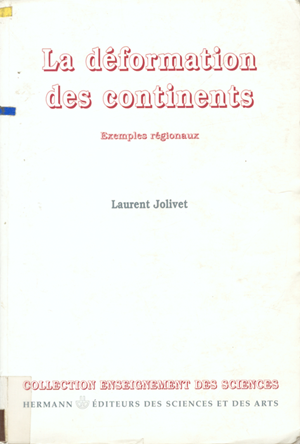 La déformation
des continents
Exemples régionaux
Laurent Jolivet
COLLECTION ENSEIGNEMENT DES SCIENCES
HERMANN ÉDITEURS DES SCIENCES ET DES ARTS